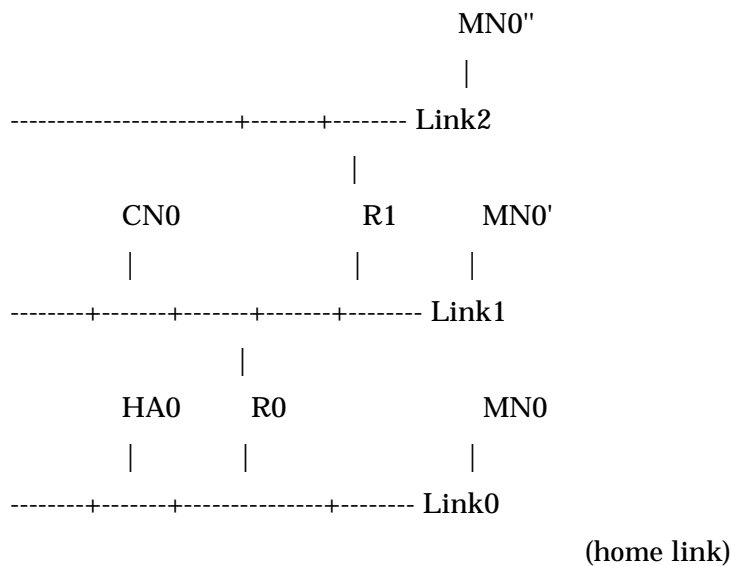 MN0"
|
-------------------------+-------+-------- Link2
|
CN0 R1 MN0'
| | |
--------+-------+-------+-------+-------- Link1
|
HA0 R0 MN0
| | |
--------+-------+---------------+-------- Link0
(home link)